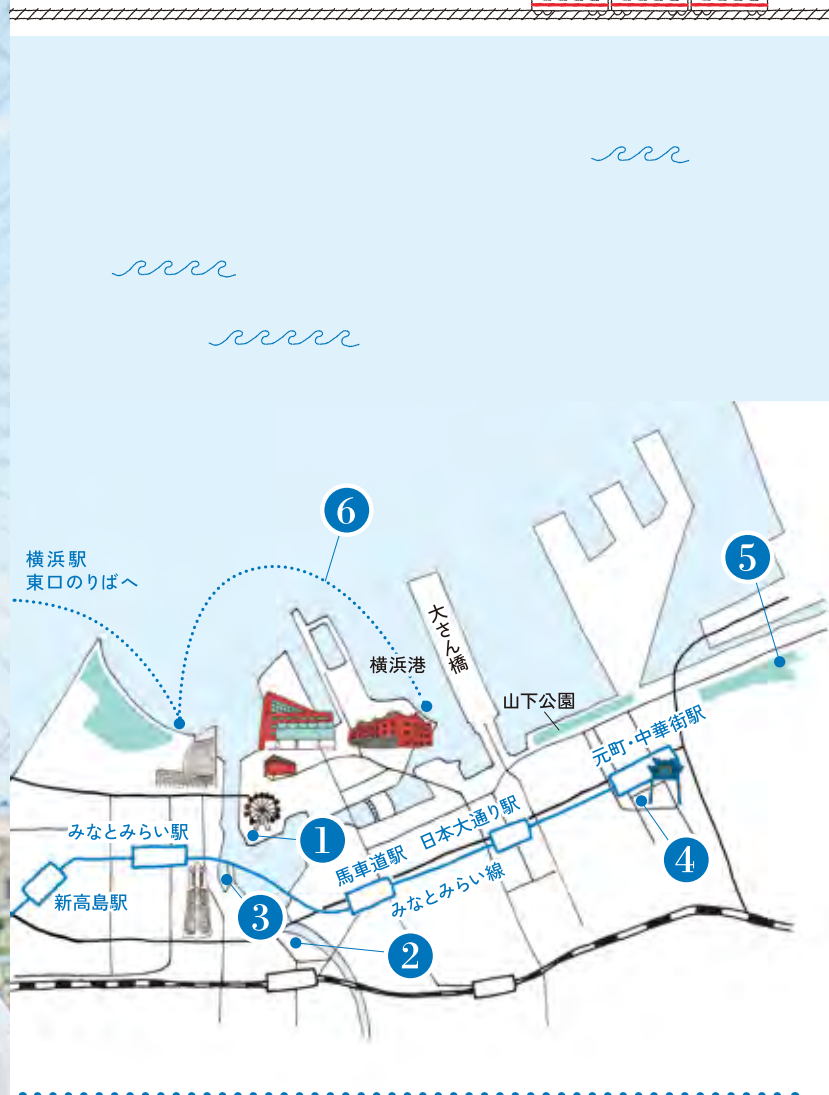 6
横浜駅
東口のりばへ
5
大さん橋
横浜港
山下公園
元町・中華街駅
1
みなとみらい駅
馬車道駅
日本大通り駅
4
新高島駅
3
みなとみらい線
2